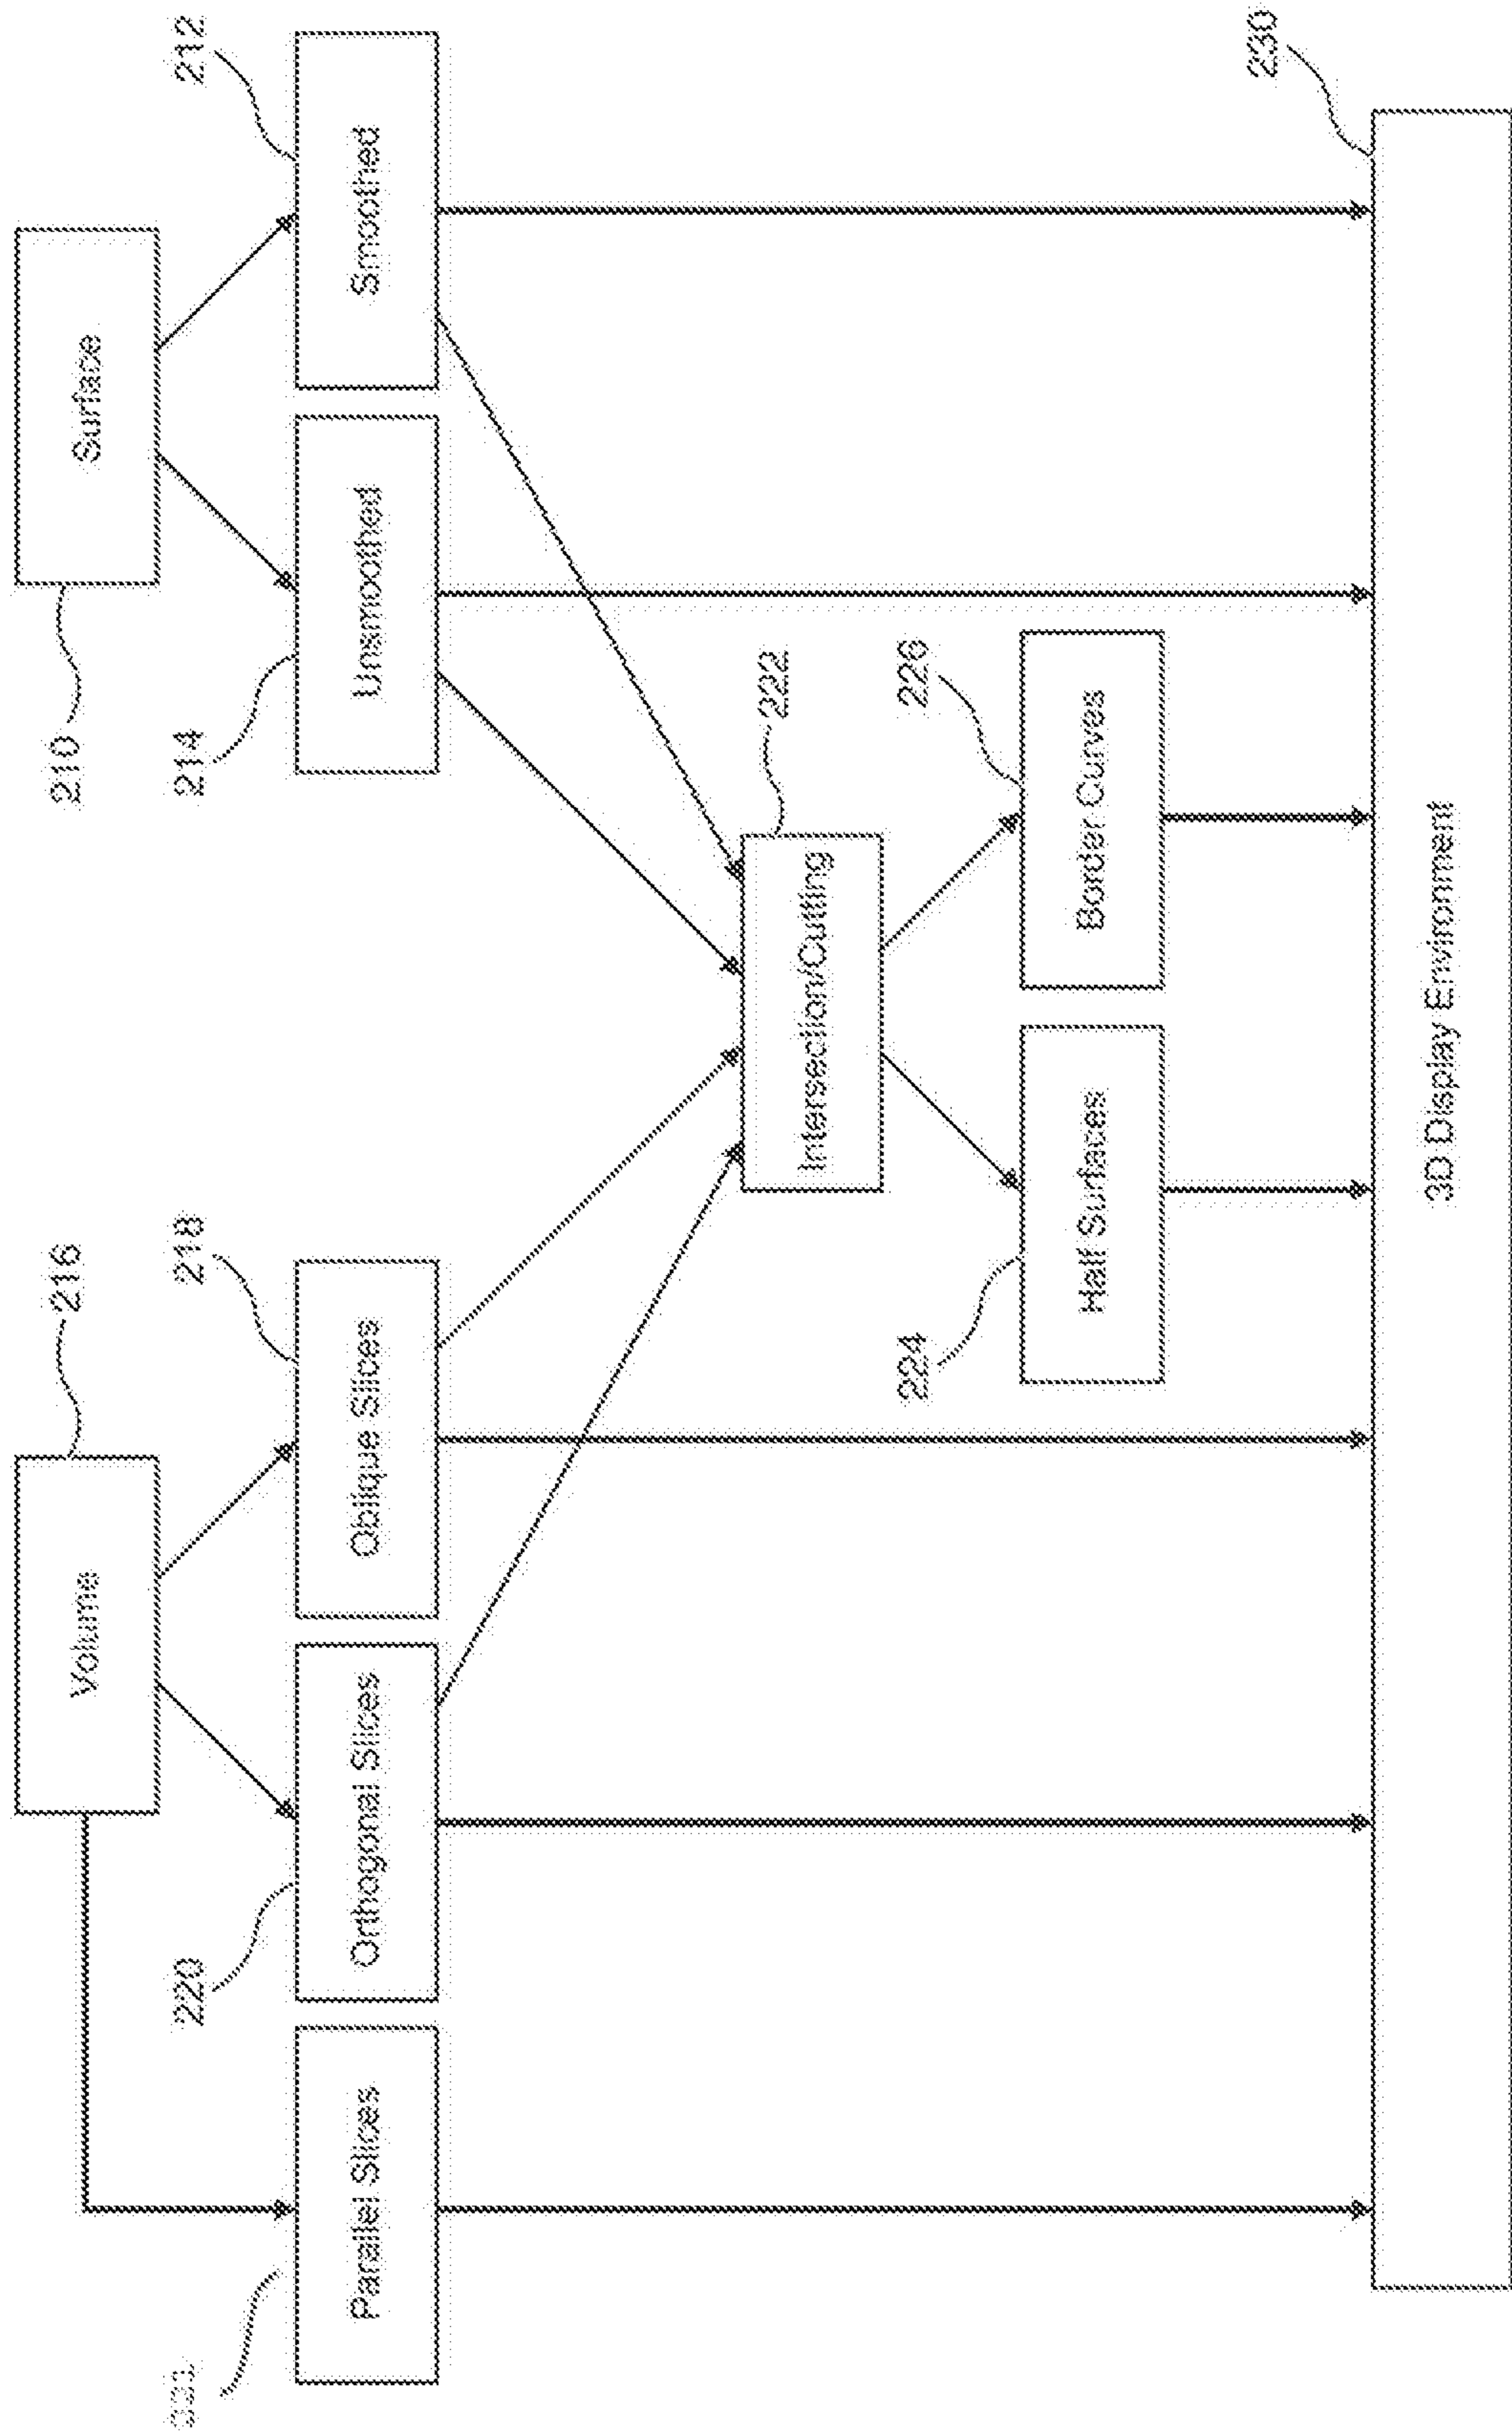 216
Volume
210
Surface
220
218
214
212
Parallel Slices
Orthogonal Slices
Oblique Slices
Unsmoothed
Smoothed
222
Intersection/Cutting
224
226
Half Surfaces
Border Curves
230
3D Display Environment